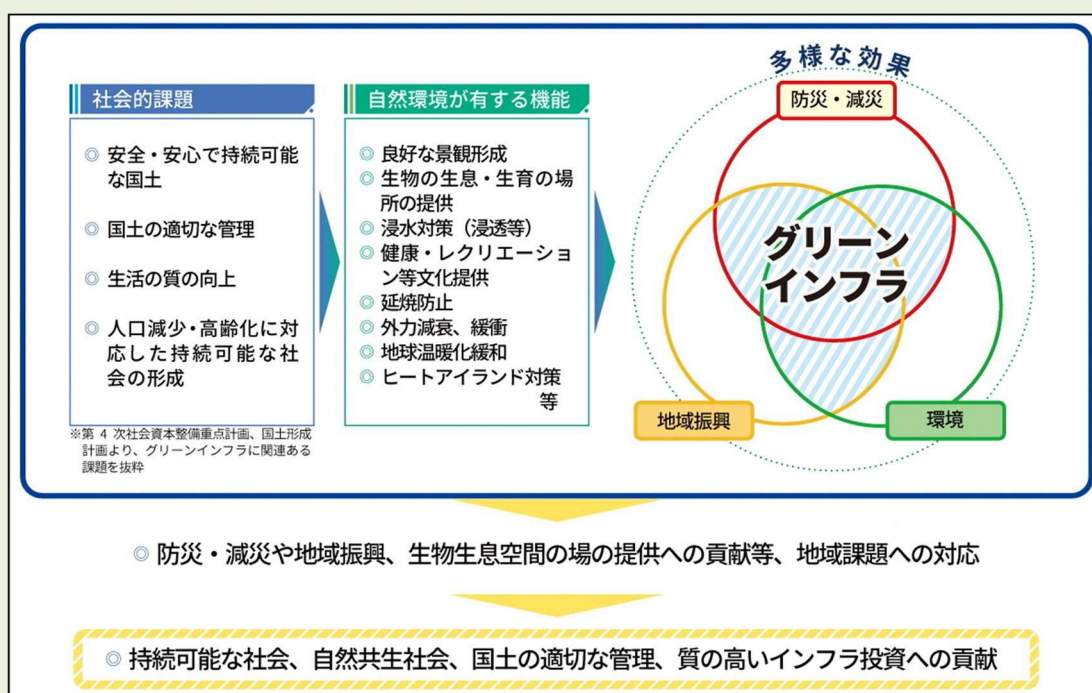 社会的課題
◎ 安全・安心で持続可能
な国土
◎ 国土の適切な管理
◎ 生活の質の向上
◎ 人口減少・高齢化に対
応した持続可能な社
会の形成
※第 4 次社会資本整備重点計画、国土形成
計画より、グリーンインフラに関連ある
課題を抜粋
自然環境が有する機能
◎ 良好な景観形成
◎ 生物の生息・生育の場
所の提供
◎ 浸水対策（浸透等）
◎ 健康・レクリエーショ
ン等文化提供
◎ 延焼防止
◎ 外力減衰、緩衝
◎ 地球温暖化緩和
◎ ヒートアイランド対策
等
多様な効果
防災・減災
グリーン
インフラ
地域振興
環境
◎ 防災・減災や地域振興、生物生息空間の場の提供への貢献等、地域課題への対応
◎ 持続可能な社会、自然共生社会、国土の適切な管理、質の高いインフラ投資への貢献